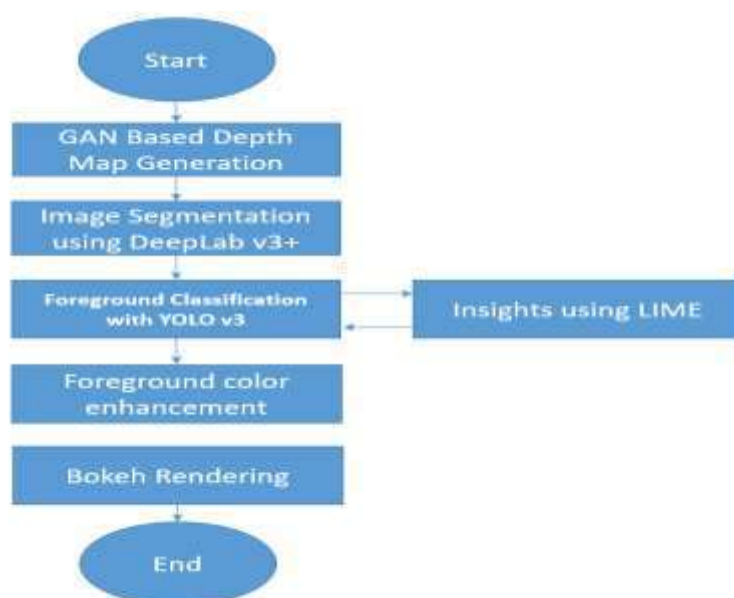 Start
GAN Based Depth
Map Generation
Image Segmentation
using DeepLab v3+
Foreground Classification
with YOLO v3
Insights using LIME
Foreground color
enhancement
Bokeh Rendering
End